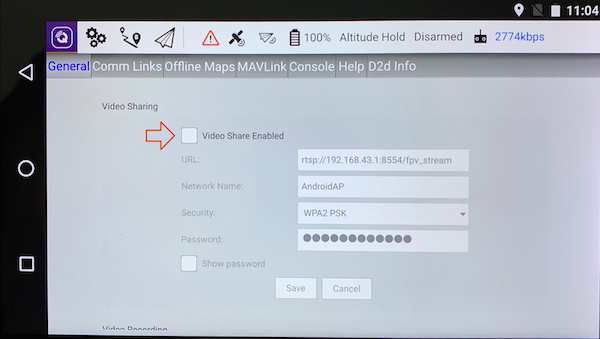 11:04
100% Altitude Hold Disarmed 2774kbps
General Comm Links Offline Maps MAVLink Console Help D2d Info
Video Sharing
Video Share Enabled
URL: rtsp://192.168.43.1:8554/fpv_stream
Network Name: AndroidAP
Security: WPA2 PSK
Password: ●●●●●●●●●●●●
Show password
Save Cancel
Video Recording